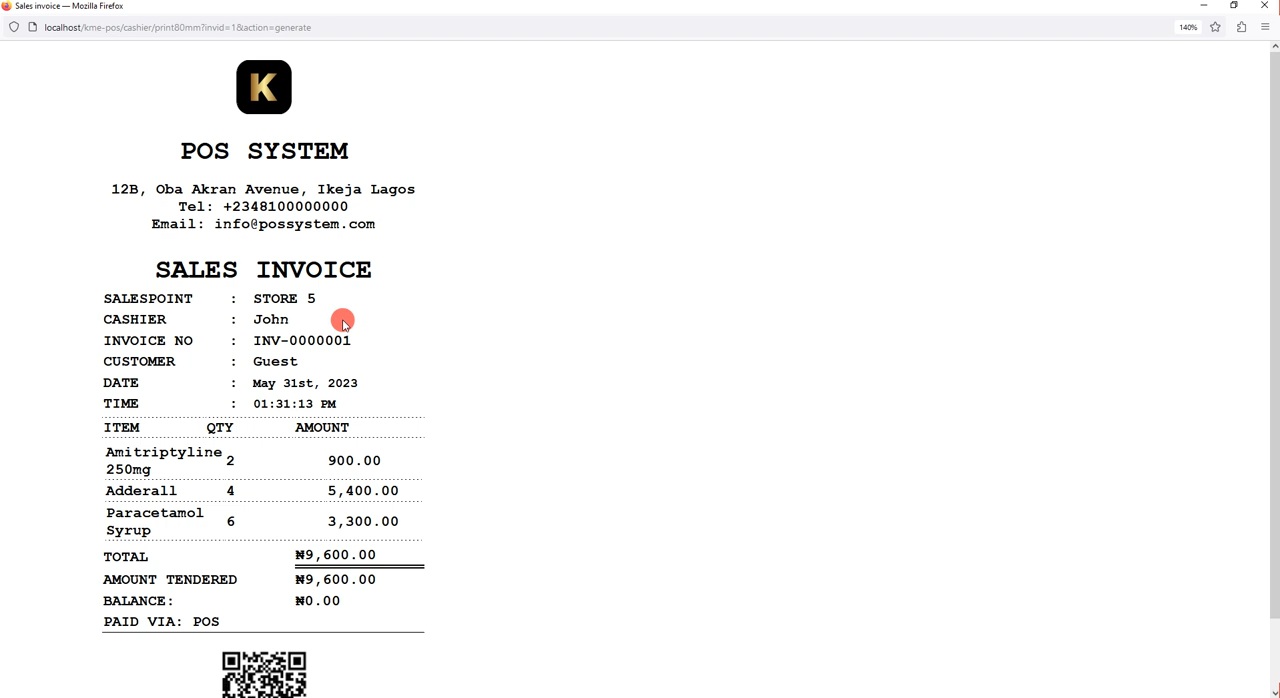 Sales invoice — Mozilla Firefox
localhost/kme-pos/cashier/print80mm?invid=1&action=generate
140%
K
POS SYSTEM
12B, Oba Akran Avenue, Ikeja Lagos
Tel: +2348100000000
Email: info@possystem.com
SALES INVOICE
SALESPOINT : STORE 5
CASHIER : John
INVOICE NO : INV-0000001
CUSTOMER : Guest
DATE : May 31st, 2023
TIME : 01:31:13 PM
ITEM QTY AMOUNT
Amitriptyline
250mg 2 900.00
Adderall 4 5,400.00
Paracetamol
Syrup 6 3,300.00
TOTAL ₦9,600.00
AMOUNT TENDERED ₦9,600.00
BALANCE: ₦0.00
PAID VIA: POS